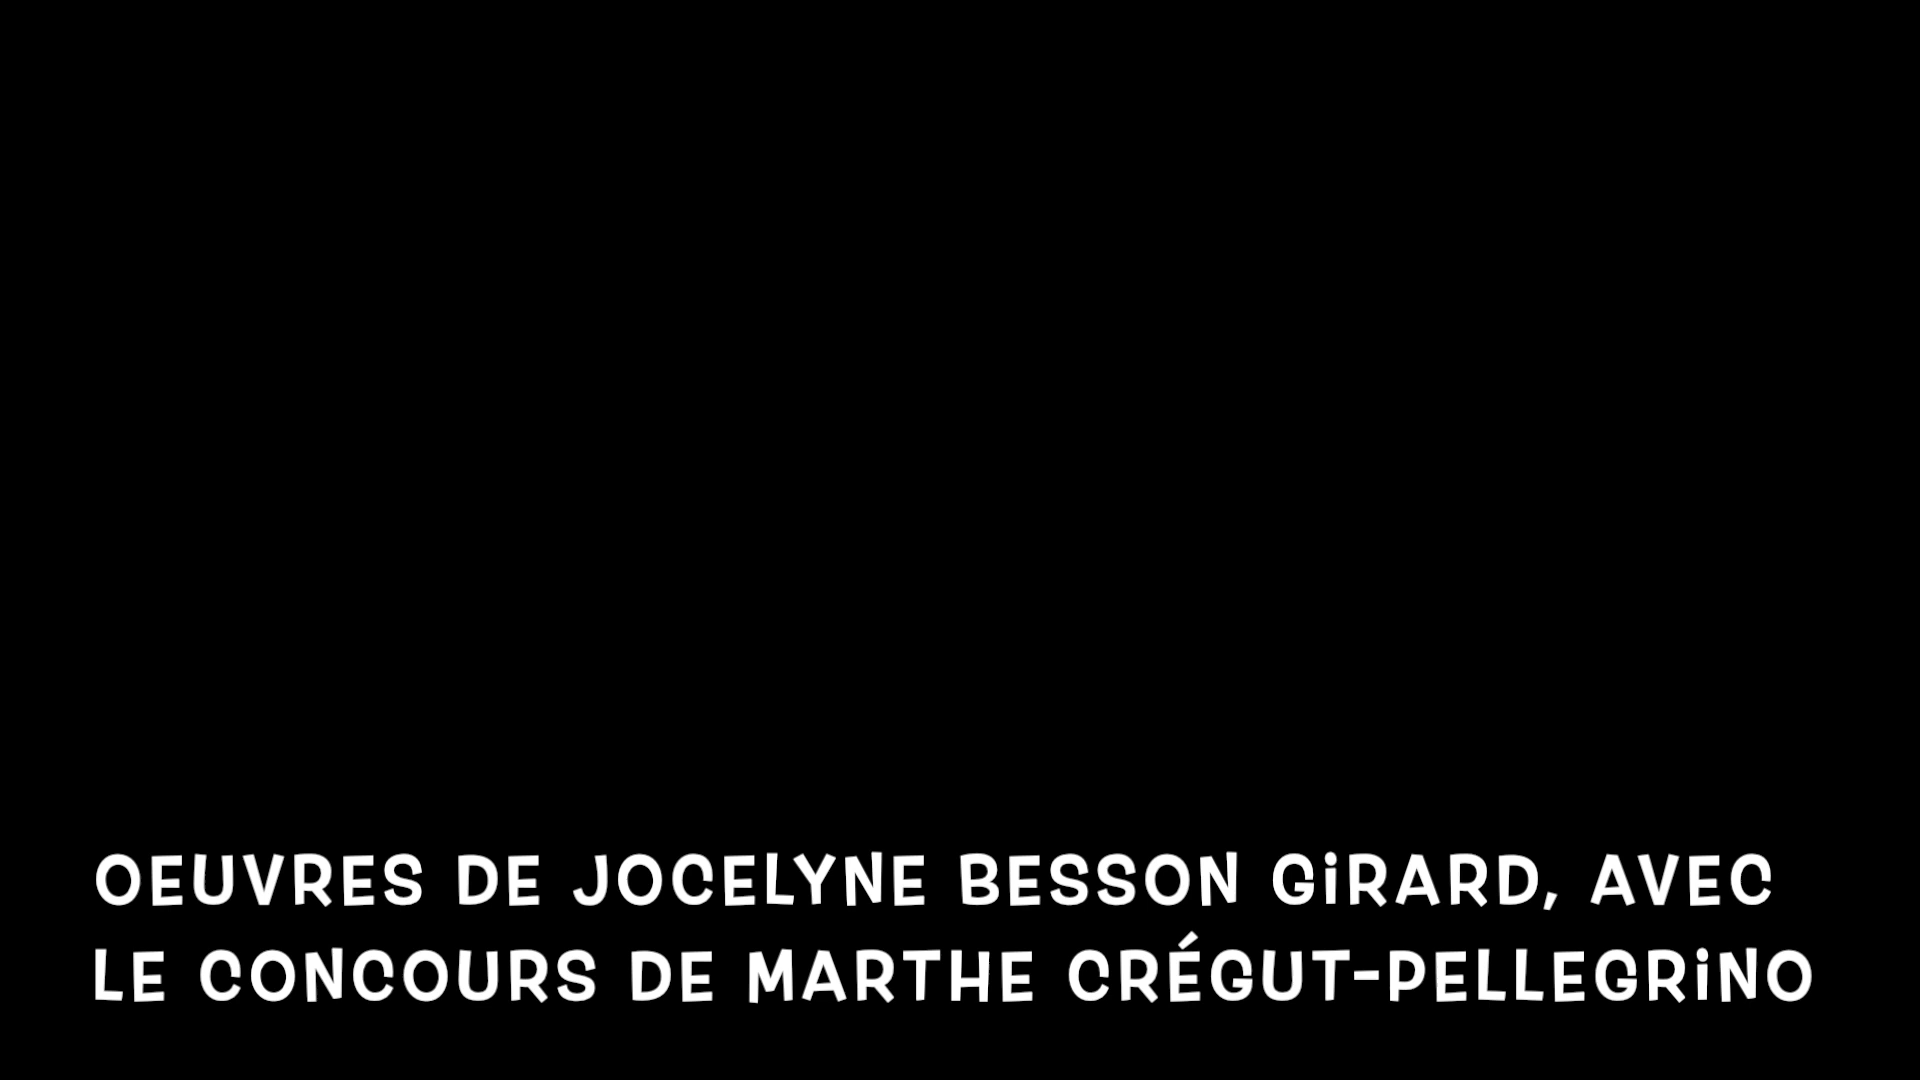 OEUVRES DE JOCELYNE BESSON GiRARD, AVEC
LE CONCOURS DE MARTHE CRÉGUT-PELLEGRiNO